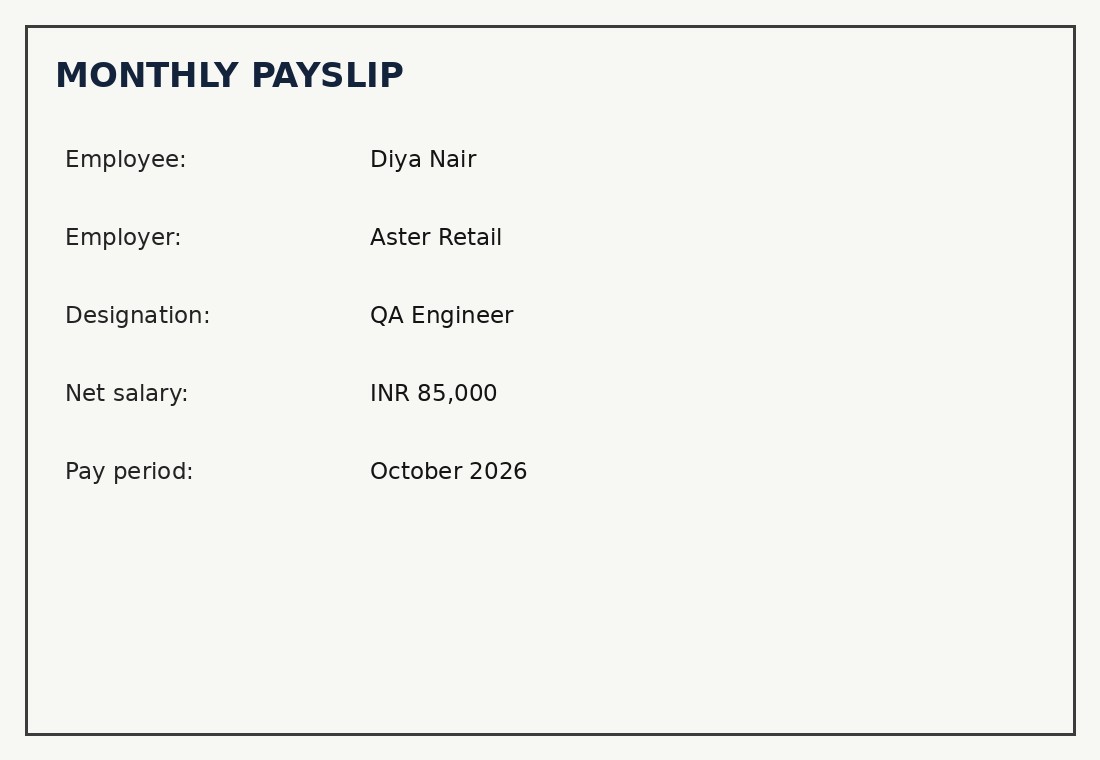 MONTHLY PAYSLIP
Employee: Diya Nair
Employer: Aster Retail
Designation: QA Engineer
Net salary: INR 85,000
Pay period: October 2026